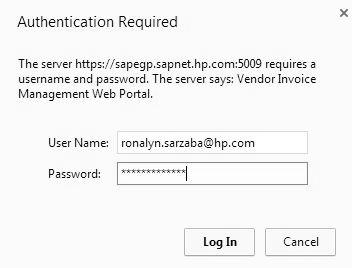 Authentication Required
The server https://sapegp.sapnet.hp.com:5009 requires a
username and password. The server says: Vendor Invoice
Management Web Portal.
User Name: ronalyn.sarzaba@hp.com
Password: *************
Log In Cancel